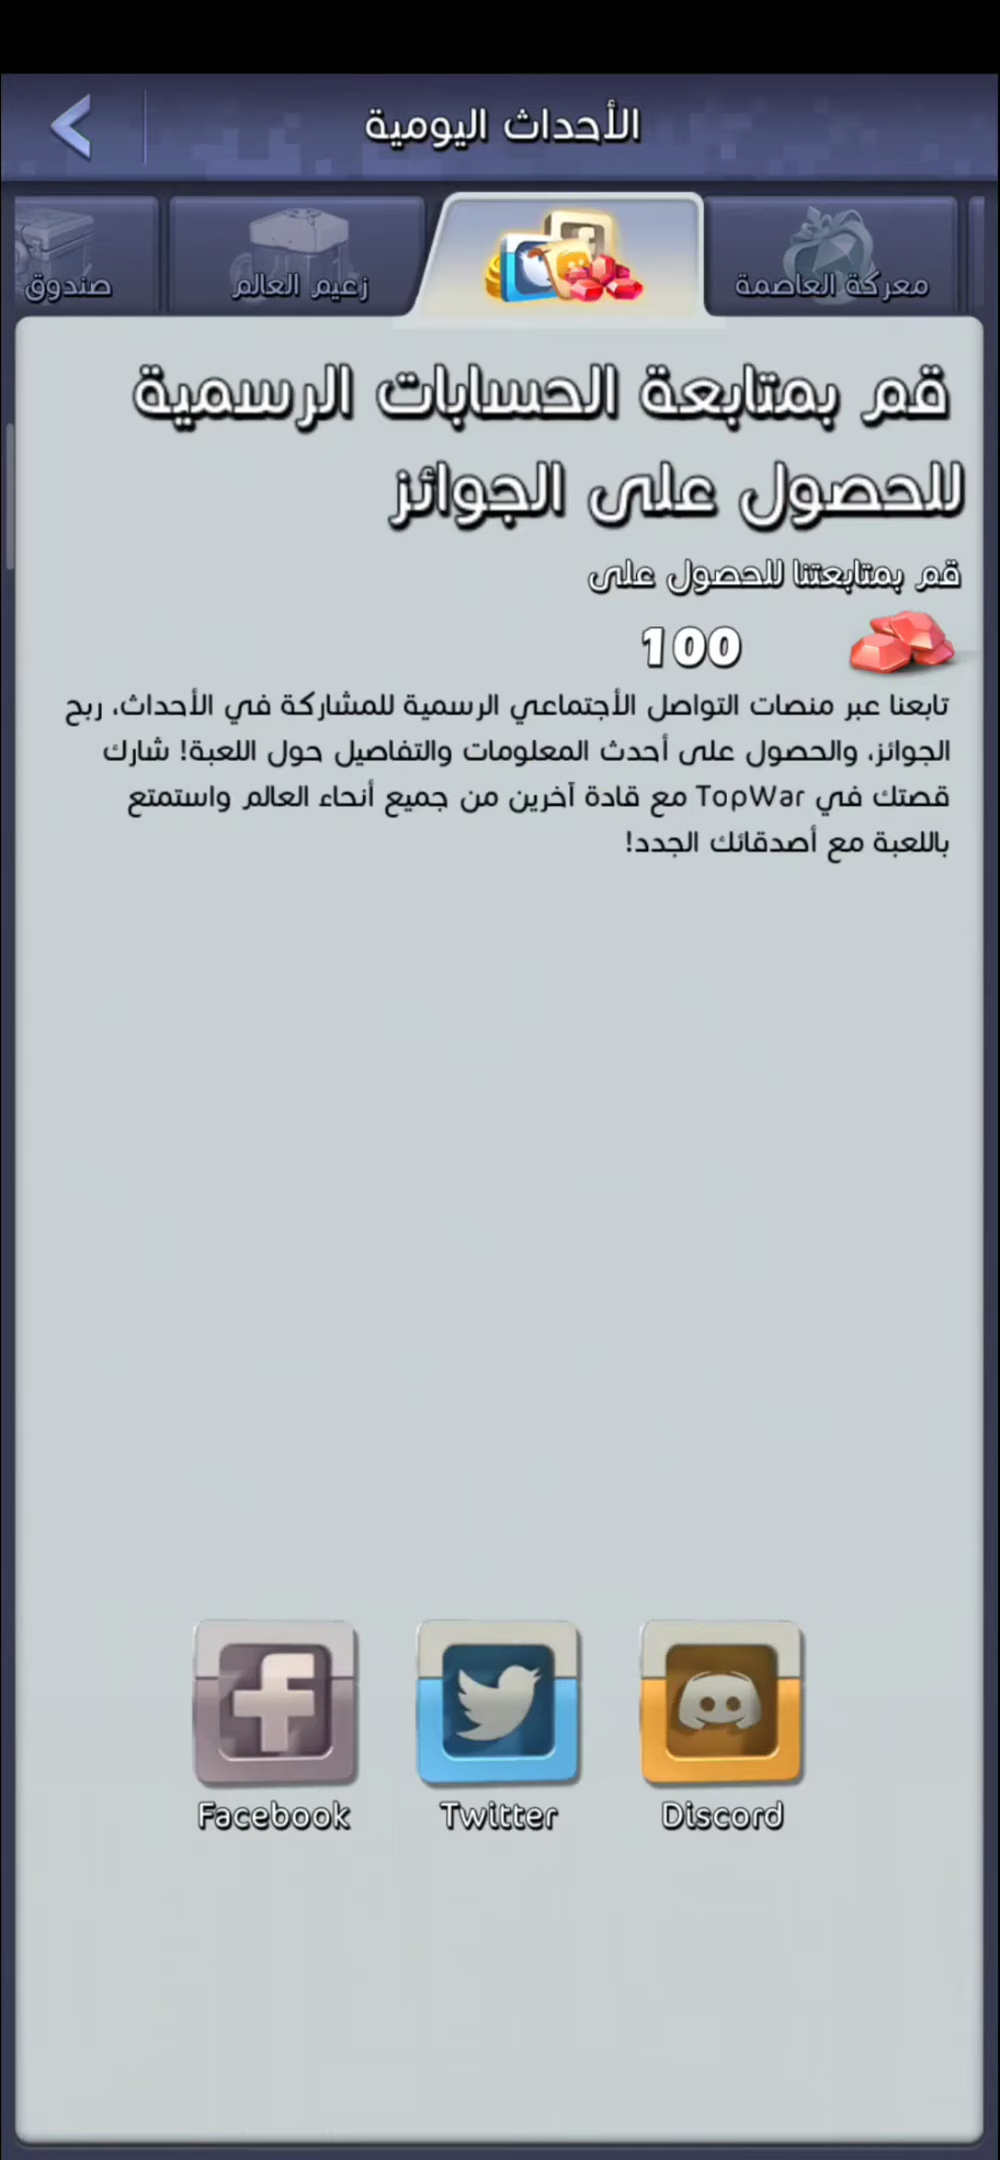 الأحداث اليومية
معركة العاصمة
زعيم العالم
صندوق
قم بمتابعة الحسابات الرسمية
للحصول على الجوائز
قم بمتابعتنا للحصول على
100
تابعنا عبر منصات التواصل الأجتماعي الرسمية للمشاركة في الأحداث، ربح
الجوائز، والحصول على أحدث المعلومات والتفاصيل حول اللعبة! شارك
قصتك في TopWar مع قادة آخرين من جميع أنحاء العالم واستمتع
باللعبة مع أصدقائك الجدد!
Facebook
Twitter
Discord